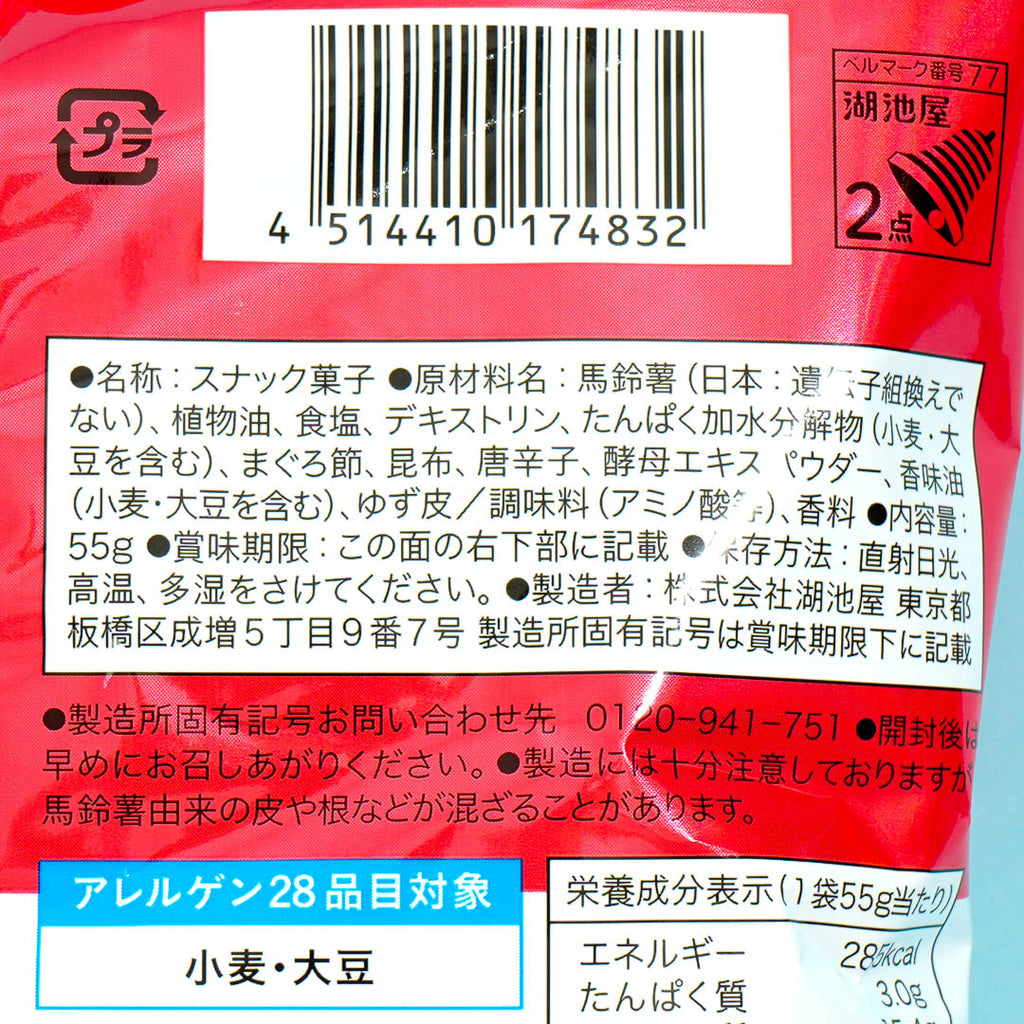 プラ
4 514410 174832
ベルマーク番号77
湖池屋
2点
●名称：スナック菓子 ●原材料名：馬鈴薯（日本：遺伝子組換えで
ない）、植物油、食塩、デキストリン、たんぱく加水分解物（小麦・大
豆を含む）、まぐろ節、昆布、唐辛子、酵母エキスパウダー、香味油
（小麦・大豆を含む）、ゆず皮／調味料（アミノ酸等）、香料 ●内容量：
55g ●賞味期限：この面の右下部に記載 ●保存方法：直射日光、
高温、多湿をさけてください。 ●製造者：株式会社湖池屋 東京都
板橋区成増5丁目9番7号 製造所固有記号は賞味期限下に記載
●製造所固有記号お問い合わせ先 0120-941-751 ●開封後は
早めにお召しあがりください。 ●製造には十分注意しておりますが
馬鈴薯由来の皮や根などが混ざることがあります。
アレルゲン28品目対象
小麦・大豆
栄養成分表示（1袋55g当たり）
エネルギー 285kcal
たんぱく質 3.0g